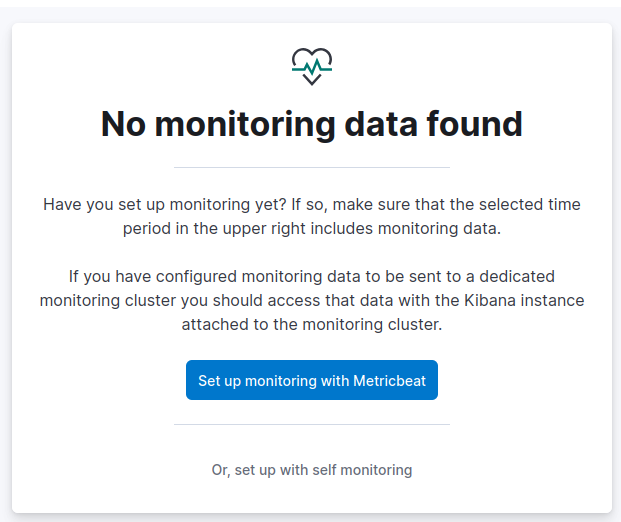 No monitoring data found
Have you set up monitoring yet? If so, make sure that the selected time
period in the upper right includes monitoring data.
If you have configured monitoring data to be sent to a dedicated
monitoring cluster you should access that data with the Kibana instance
attached to the monitoring cluster.
Set up monitoring with Metricbeat
Or, set up with self monitoring